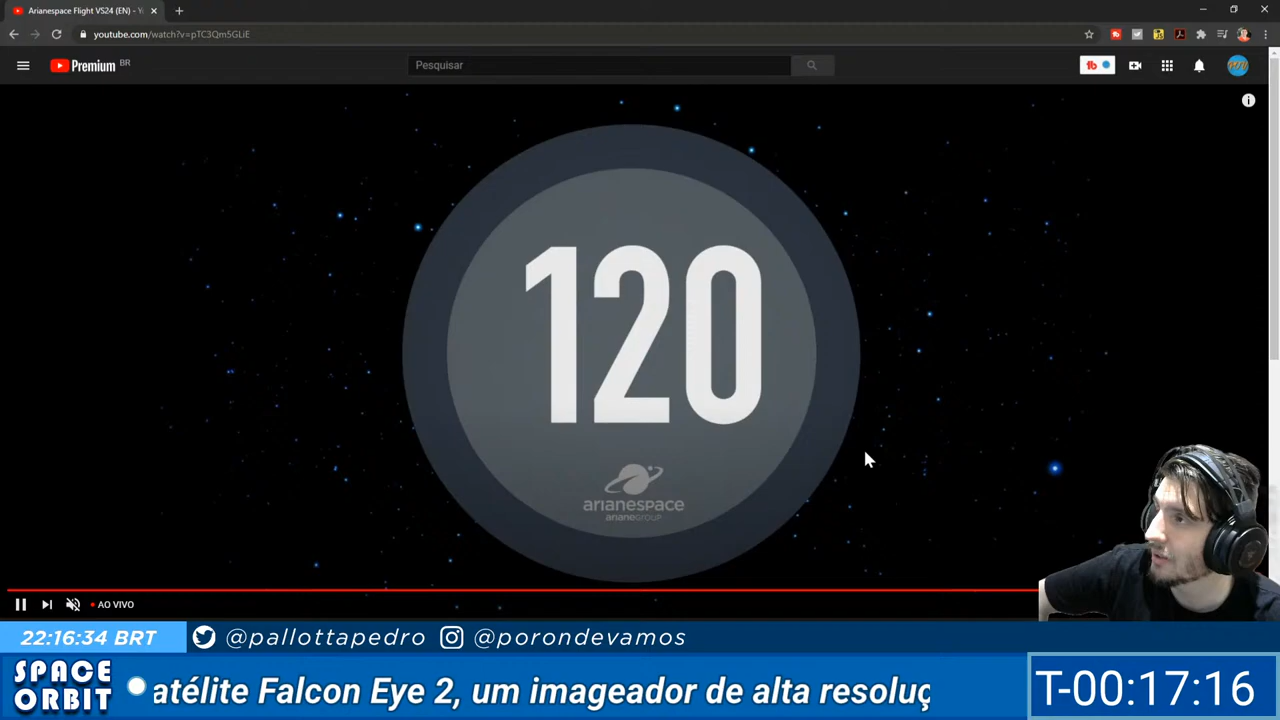 Arianespace Flight VS24 (EN) - Yo
youtube.com/watch?v=pTC3Qm5GLiE
Premium BR
Pesquisar
120
arianespace
arianeGROUP
AO VIVO
22:16:34 BRT @pallottapedro @porondevamos
SPACE ORBIT
atélite Falcon Eye 2, um imageador de alta resoluç
T-00:17:16